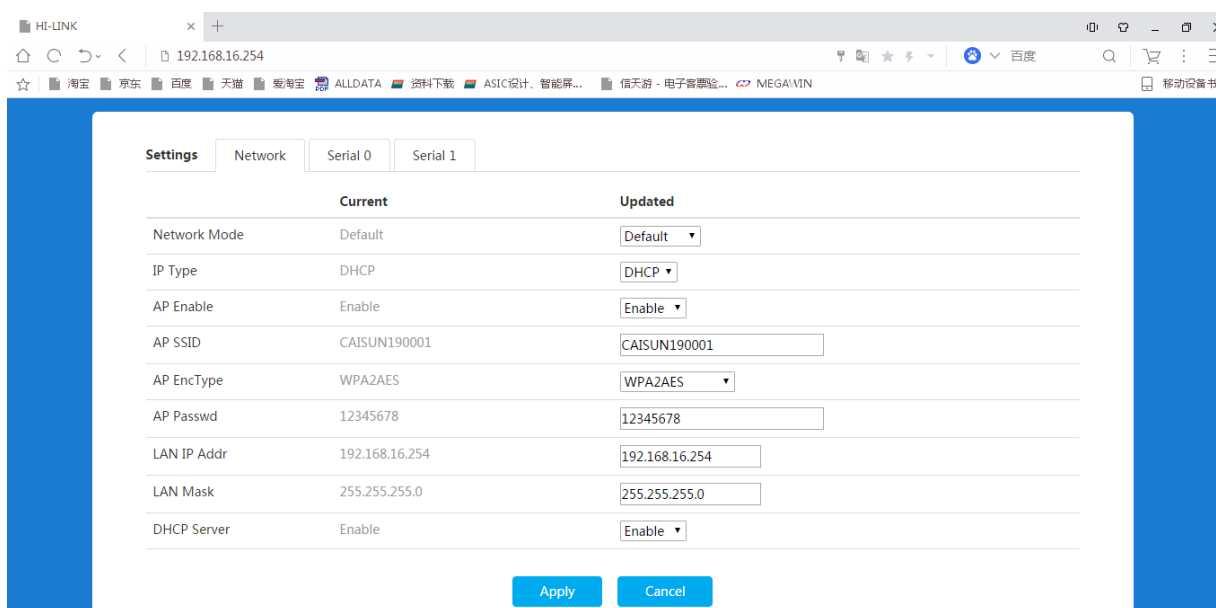 HI-LINK
192.168.16.254 百度
淘宝 京东 百度 天猫 爱淘宝 PDF ALLDATA 资料下载 ASIC设计、智能屏... 信天游 - 电子客票验... MEGAWIN 移动设备书
Settings Network Serial 0 Serial 1
Current Updated
Network Mode Default Default
IP Type DHCP DHCP
AP Enable Enable Enable
AP SSID CAISUN190001 CAISUN190001
AP EncType WPA2AES WPA2AES
AP Passwd 12345678 12345678
LAN IP Addr 192.168.16.254 192.168.16.254
LAN Mask 255.255.255.0 255.255.255.0
DHCP Server Enable Enable
Apply Cancel